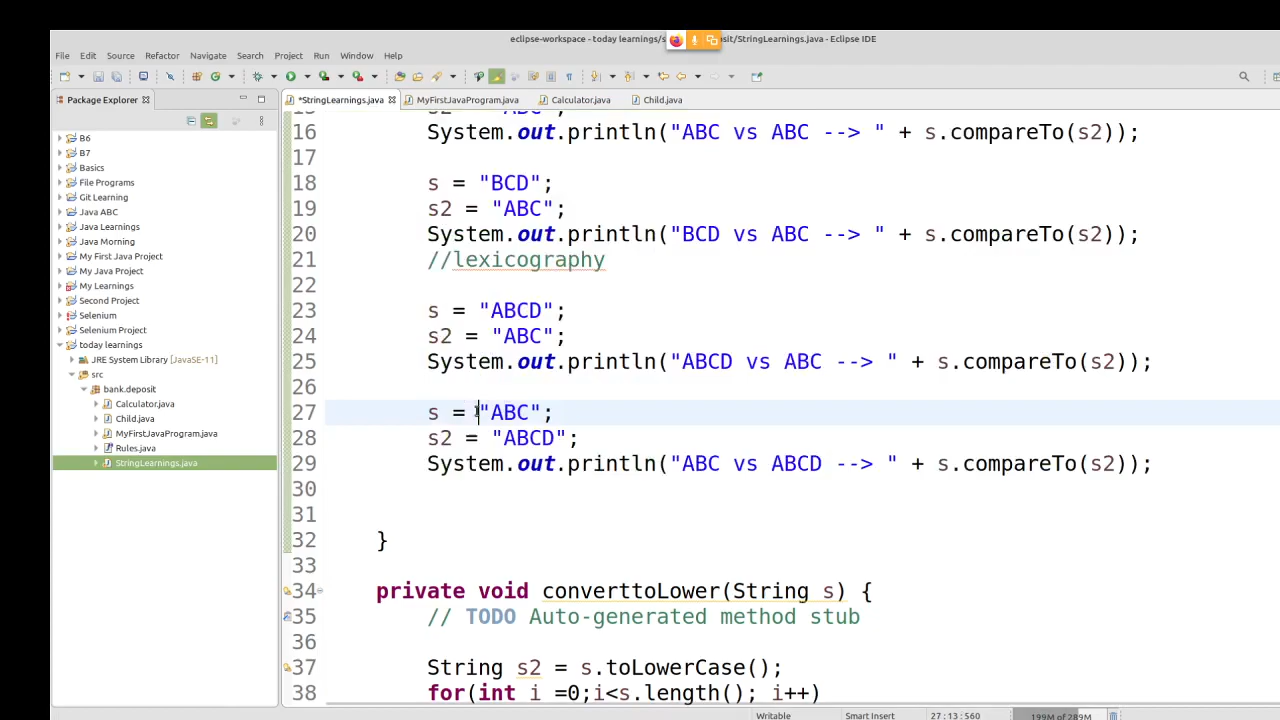 eclipse-workspace - today learnings/s sit/StringLearnings.java - Eclipse IDE
File Edit Source Refactor Navigate Search Project Run Window Help
Package Explorer
*StringLearnings.java MyFirstJavaProgram.java Calculator.java Child.java
B6
B7
Basics
File Programs
Git Learning
Java ABC
Java Learnings
Java Morning
My First Java Project
My Java Project
My Learnings
Second Project
Selenium
Selenium Project
today learnings
JRE System Library [JavaSE-11]
src
bank.deposit
Calculator.java
Child.java
MyFirstJavaProgram.java
Rules.java
StringLearnings.java
15 s2 = "ABC";
16 System.out.println("ABC vs ABC --> " + s.compareTo(s2));
17
18 s = "BCD";
19 s2 = "ABC";
20 System.out.println("BCD vs ABC --> " + s.compareTo(s2));
21 //lexicography
22
23 s = "ABCD";
24 s2 = "ABC";
25 System.out.println("ABCD vs ABC --> " + s.compareTo(s2));
26
27 s = "ABC";
28 s2 = "ABCD";
29 System.out.println("ABC vs ABCD --> " + s.compareTo(s2));
30
31
32 }
33
34 private void converttoLower(String s) {
35 // TODO Auto-generated method stub
36
37 String s2 = s.toLowerCase();
38 for(int i =0;i<s.length(); i++)
Writable Smart Insert 27:13:560 199M of 289M